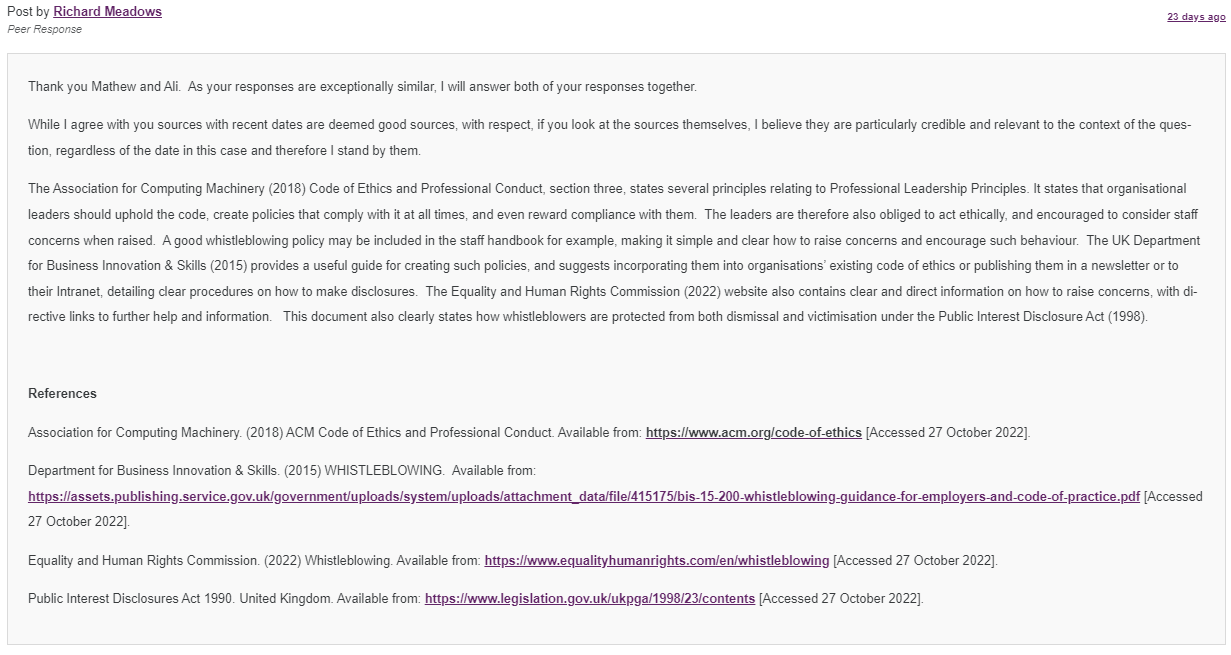 Post by Richard Meadows
23 days ago
Peer Response
Thank you Mathew and Ali.  As your responses are exceptionally similar, I will answer both of your responses together.
While I agree with you sources with recent dates are deemed good sources, with respect, if you look at the sources themselves, I believe they are particularly credible and relevant to the context of the ques-
tion, regardless of the date in this case and therefore I stand by them.
The Association for Computing Machinery (2018) Code of Ethics and Professional Conduct, section three, states several principles relating to Professional Leadership Principles. It states that organisational
leaders should uphold the code, create policies that comply with it at all times, and even reward compliance with them.  The leaders are therefore also obliged to act ethically, and encouraged to consider staff
concerns when raised.  A good whistleblowing policy may be included in the staff handbook for example, making it simple and clear how to raise concerns and encourage such behaviour.  The UK Department
for Business Innovation & Skills (2015) provides a useful guide for creating such policies, and suggests incorporating them into organisations' existing code of ethics or publishing them in a newsletter or to
their Intranet, detailing clear procedures on how to make disclosures.  The Equality and Human Rights Commission (2022) website also contains clear and direct information on how to raise concerns, with di-
rective links to further help and information.   This document also clearly states how whistleblowers are protected from both dismissal and victimisation under the Public Interest Disclosure Act (1998).
References
Association for Computing Machinery. (2018) ACM Code of Ethics and Professional Conduct. Available from: https://www.acm.org/code-of-ethics [Accessed 27 October 2022].
Department for Business Innovation & Skills. (2015) WHISTLEBLOWING.  Available from:
https://assets.publishing.service.gov.uk/government/uploads/system/uploads/attachment_data/file/415175/bis-15-200-whistleblowing-guidance-for-employers-and-code-of-practice.pdf [Accessed
27 October 2022].
Equality and Human Rights Commission. (2022) Whistleblowing. Available from: https://www.equalityhumanrights.com/en/whistleblowing [Accessed 27 October 2022].
Public Interest Disclosures Act 1990. United Kingdom. Available from: https://www.legislation.gov.uk/ukpga/1998/23/contents [Accessed 27 October 2022].